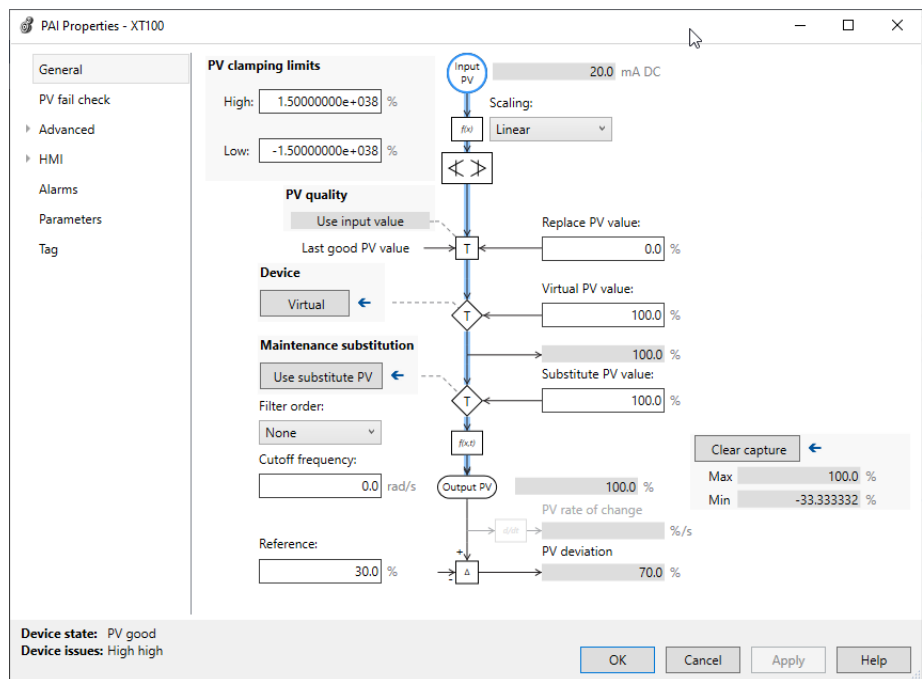 PAI Properties - XT100
General
PV fail check
Advanced
HMI
Alarms
Parameters
Tag
PV clamping limits
High: 1.50000000e+038 %
Low: -1.50000000e+038 %
Input
PV
20.0 mA DC
Scaling:
f(x) Linear
PV quality
Use input value
Last good PV value
T
Replace PV value:
0.0 %
Device
Virtual
T
Virtual PV value:
100.0 %
100.0 %
Maintenance substitution
Use substitute PV
T
Substitute PV value:
100.0 %
Filter order:
None
f(x,t)
Cutoff frequency:
0.0 rad/s
Output PV
100.0 %
Clear capture
Max 100.0 %
Min -33.333332 %
PV rate of change
d/dt
%/s
Reference:
30.0 %
+
-
Δ
PV deviation
70.0 %
Device state: PV good
Device issues: High high
OK
Cancel
Apply
Help